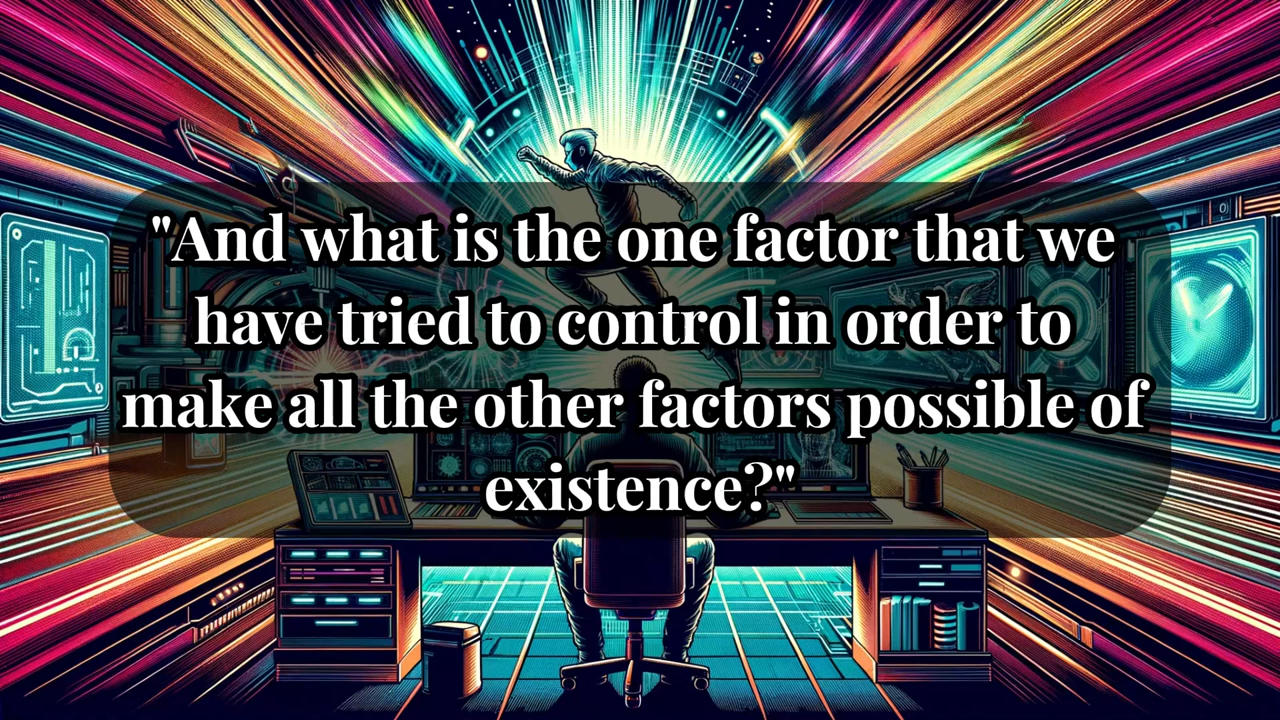 "And what is the one factor that we
have tried to control in order to
make all the other factors possible of
existence?"